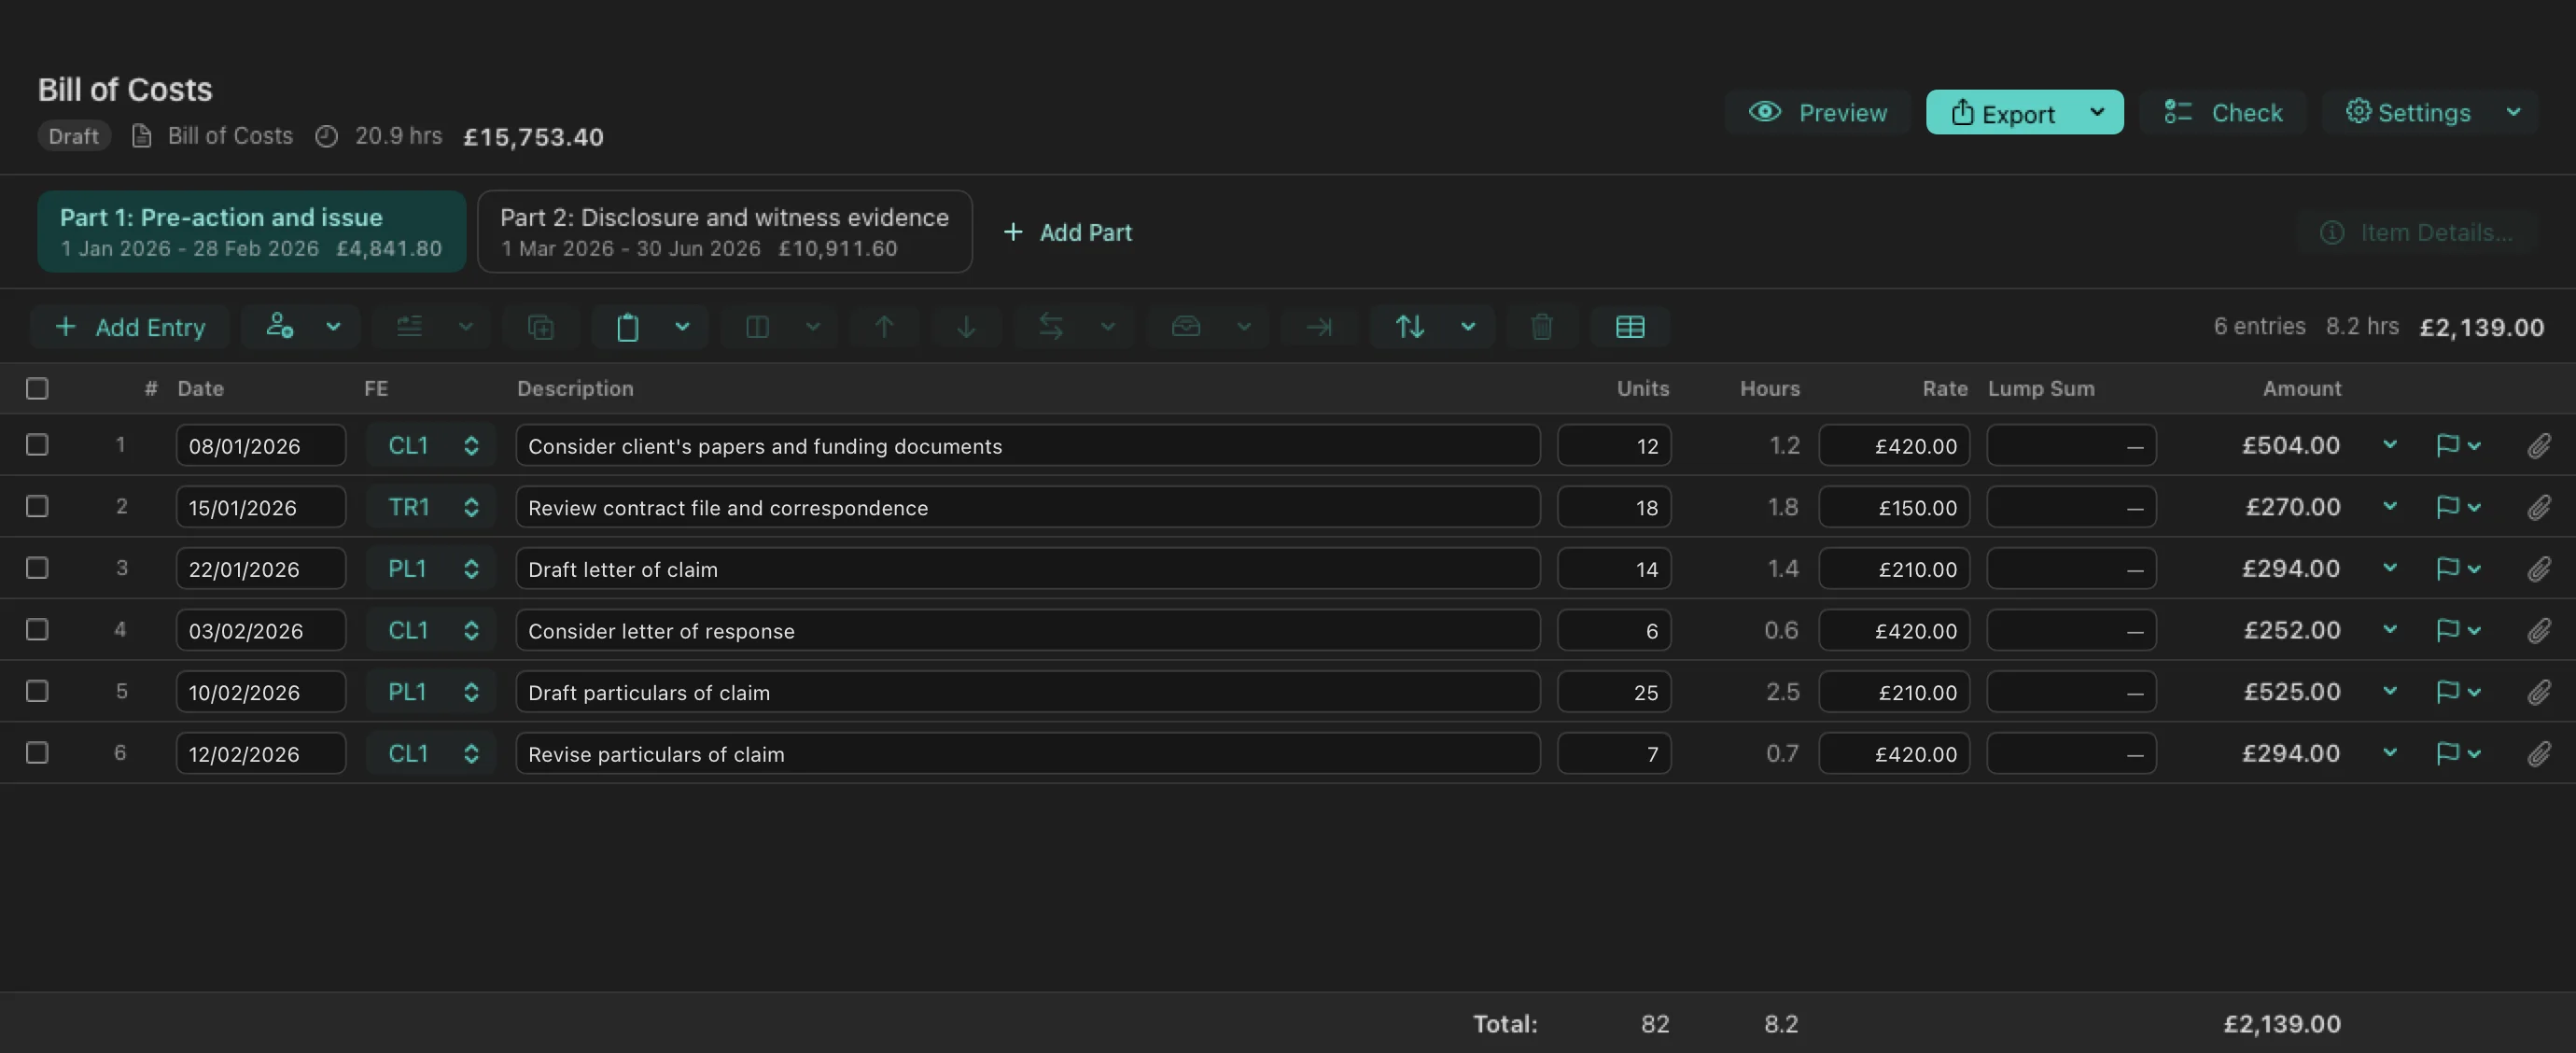 Bill of Costs
Draft Bill of Costs 20.9 hrs £15,753.40
Preview Export Check Settings
Part 1: Pre-action and issue
1 Jan 2026 - 28 Feb 2026 £4,841.80
Part 2: Disclosure and witness evidence
1 Mar 2026 - 30 Jun 2026 £10,911.60
+ Add Part
Item Details...
+ Add Entry
6 entries 8.2 hrs £2,139.00
# Date FE Description Units Hours Rate Lump Sum Amount
1 08/01/2026 CL1 Consider client's papers and funding documents 12 1.2 £420.00 — £504.00
2 15/01/2026 TR1 Review contract file and correspondence 18 1.8 £150.00 — £270.00
3 22/01/2026 PL1 Draft letter of claim 14 1.4 £210.00 — £294.00
4 03/02/2026 CL1 Consider letter of response 6 0.6 £420.00 — £252.00
5 10/02/2026 PL1 Draft particulars of claim 25 2.5 £210.00 — £525.00
6 12/02/2026 CL1 Revise particulars of claim 7 0.7 £420.00 — £294.00
Total: 82 8.2 £2,139.00